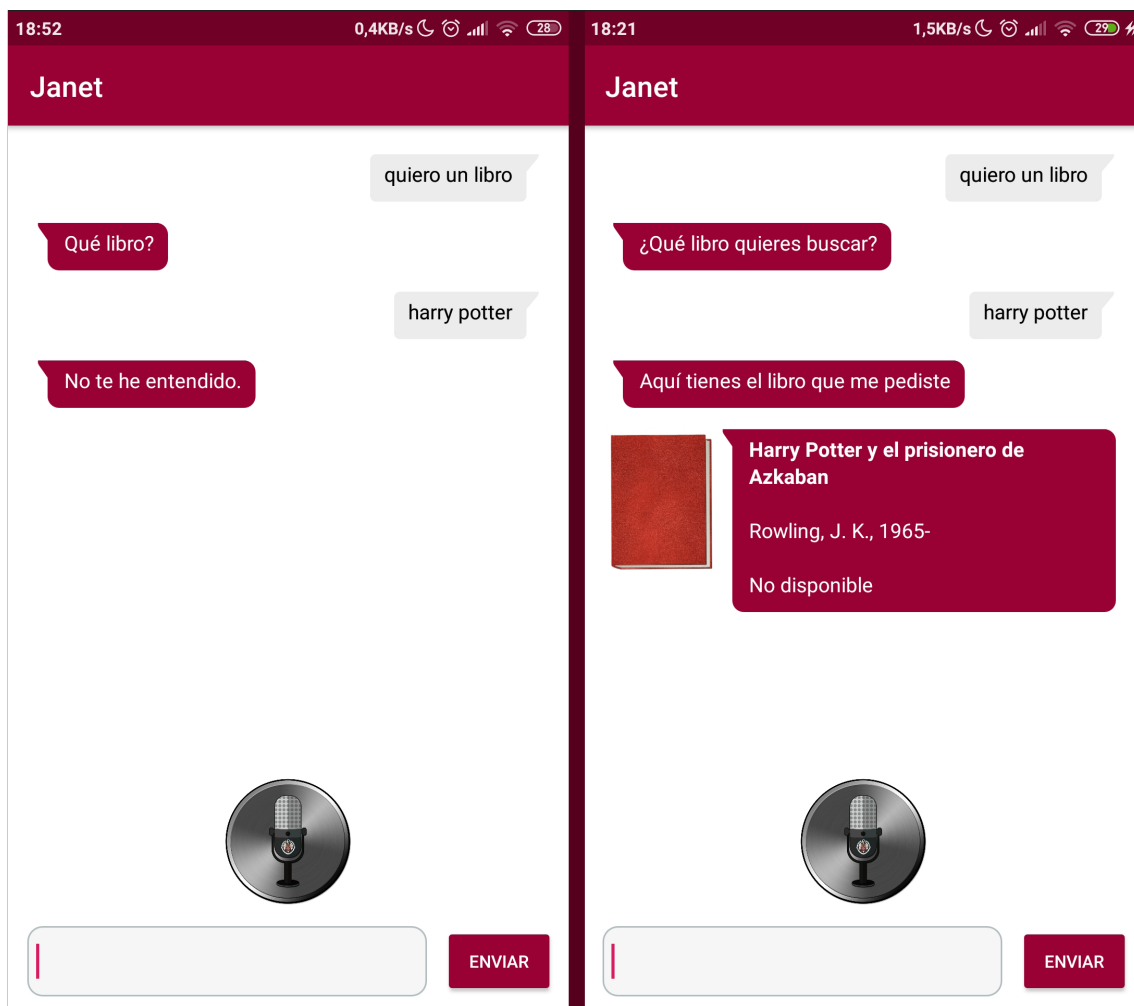 18:52
0,4KB/s
28
Janet
quiero un libro
Qué libro?
harry potter
No te he entendido.
ENVIAR
18:21
1,5KB/s
29
Janet
quiero un libro
¿Qué libro quieres buscar?
harry potter
Aquí tienes el libro que me pediste
Harry Potter y el prisionero de
Azkaban
Rowling, J. K., 1965-
No disponible
ENVIAR